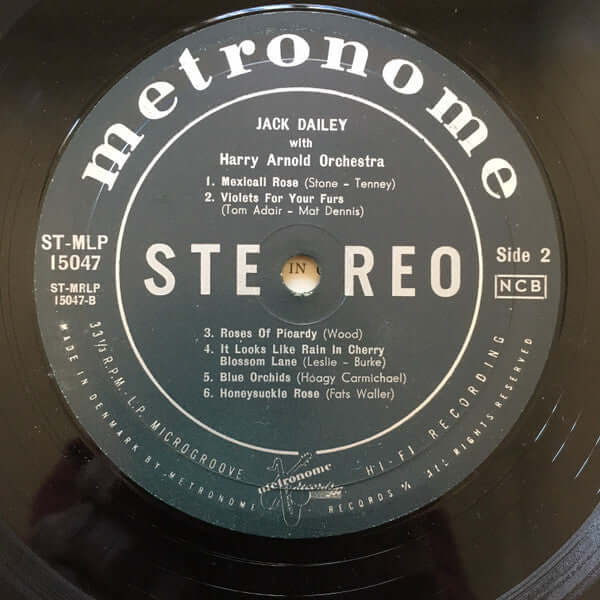 metronome
JACK DAILEY
with
Harry Arnold Orchestra
1. Mexicali Rose (Stone - Tenney)
2. Violets For Your Furs
(Tom Adair - Mat Dennis)
ST-MLP
15047
ST-MRLP
15047-B
STEREO
IN
Side 2
NCB
3. Roses Of Picardy (Wood)
4. It Looks Like Rain In Cherry
Blossom Lane (Leslie - Burke)
5. Blue Orchids (Hoagy Carmichael)
6. Honeysuckle Rose (Fats Waller)
33 1/3 R.P.M. L.P. MICROGROOVE
HI-FI RECORDING
MADE IN DENMARK BY METRONOME
RECORDS A/S ALL RIGHTS RESERVED
metronome
records